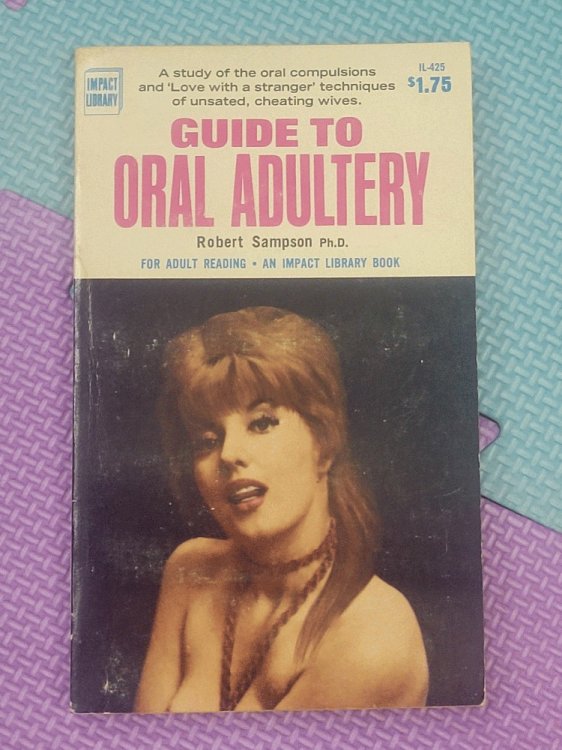 IMPACT
LIBRARY
A study of the oral compulsions
and 'Love with a stranger' techniques
of unsated, cheating wives.
IL-425
$1.75
GUIDE TO
ORAL ADULTERY
Robert Sampson Ph.D.
FOR ADULT READING • AN IMPACT LIBRARY BOOK